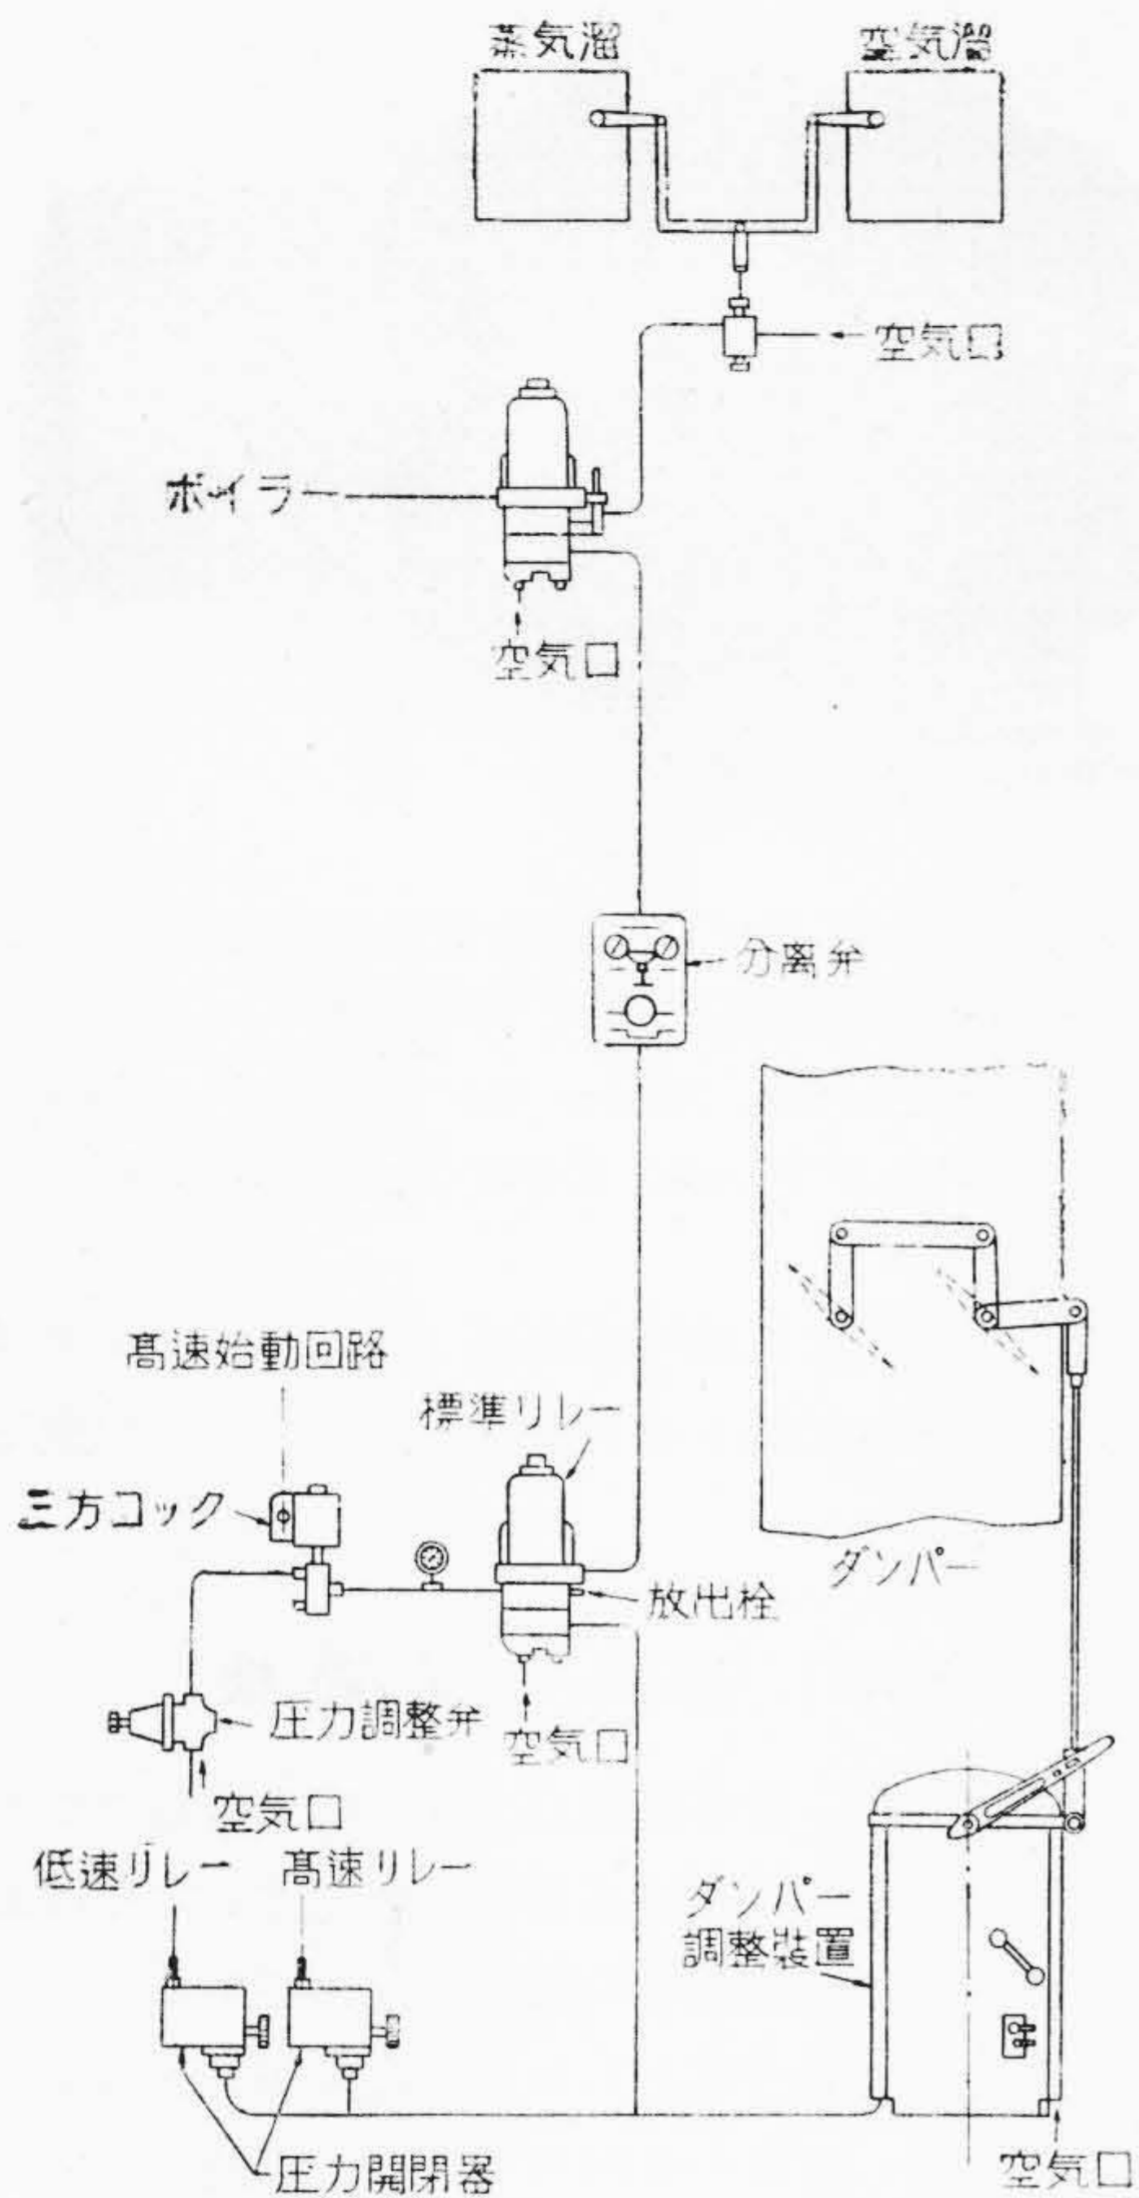 蒸気溜
空気溜
空気口
ボイラー
空気口
分離弁
高速始動回路
標準リレー
三方コック
ダンパー
放出栓
圧力調整弁
空気口
空気口
低速リレー
高速リレー
ダンパー
調整装置
圧力開閉器
空気口